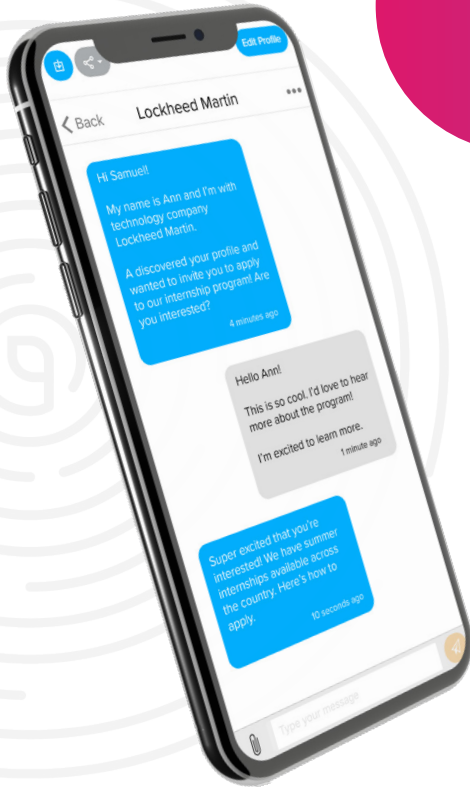 Edit Profile
Back
Lockheed Martin
Hi Samuel!
My name is Ann and I'm with
technology company
Lockheed Martin.
A discovered your profile and
wanted to invite you to apply
to our internship program! Are
you interested?
4 minutes ago
Hello Ann!
This is so cool. I'd love to hear
more about the program!
I'm excited to learn more.
1 minute ago
Super excited that you're
interested! We have summer
internships available across
the country. Here's how to
apply.
10 seconds ago
Type your message